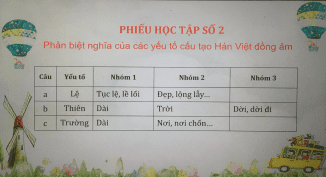 PHIẾU HỌC TẬP SỐ 2
Phân biệt nghĩa của các yếu tố cấu tạo Hán Việt đồng âm
Câu Yếu tố Nhóm 1 Nhóm 2 Nhóm 3
a Lệ Tục lệ, lề lối Đẹp, lộng lẫy...
b Thiên Dài Trời Dời, dời đi
c Trường Dài Nơi, nơi chốn...